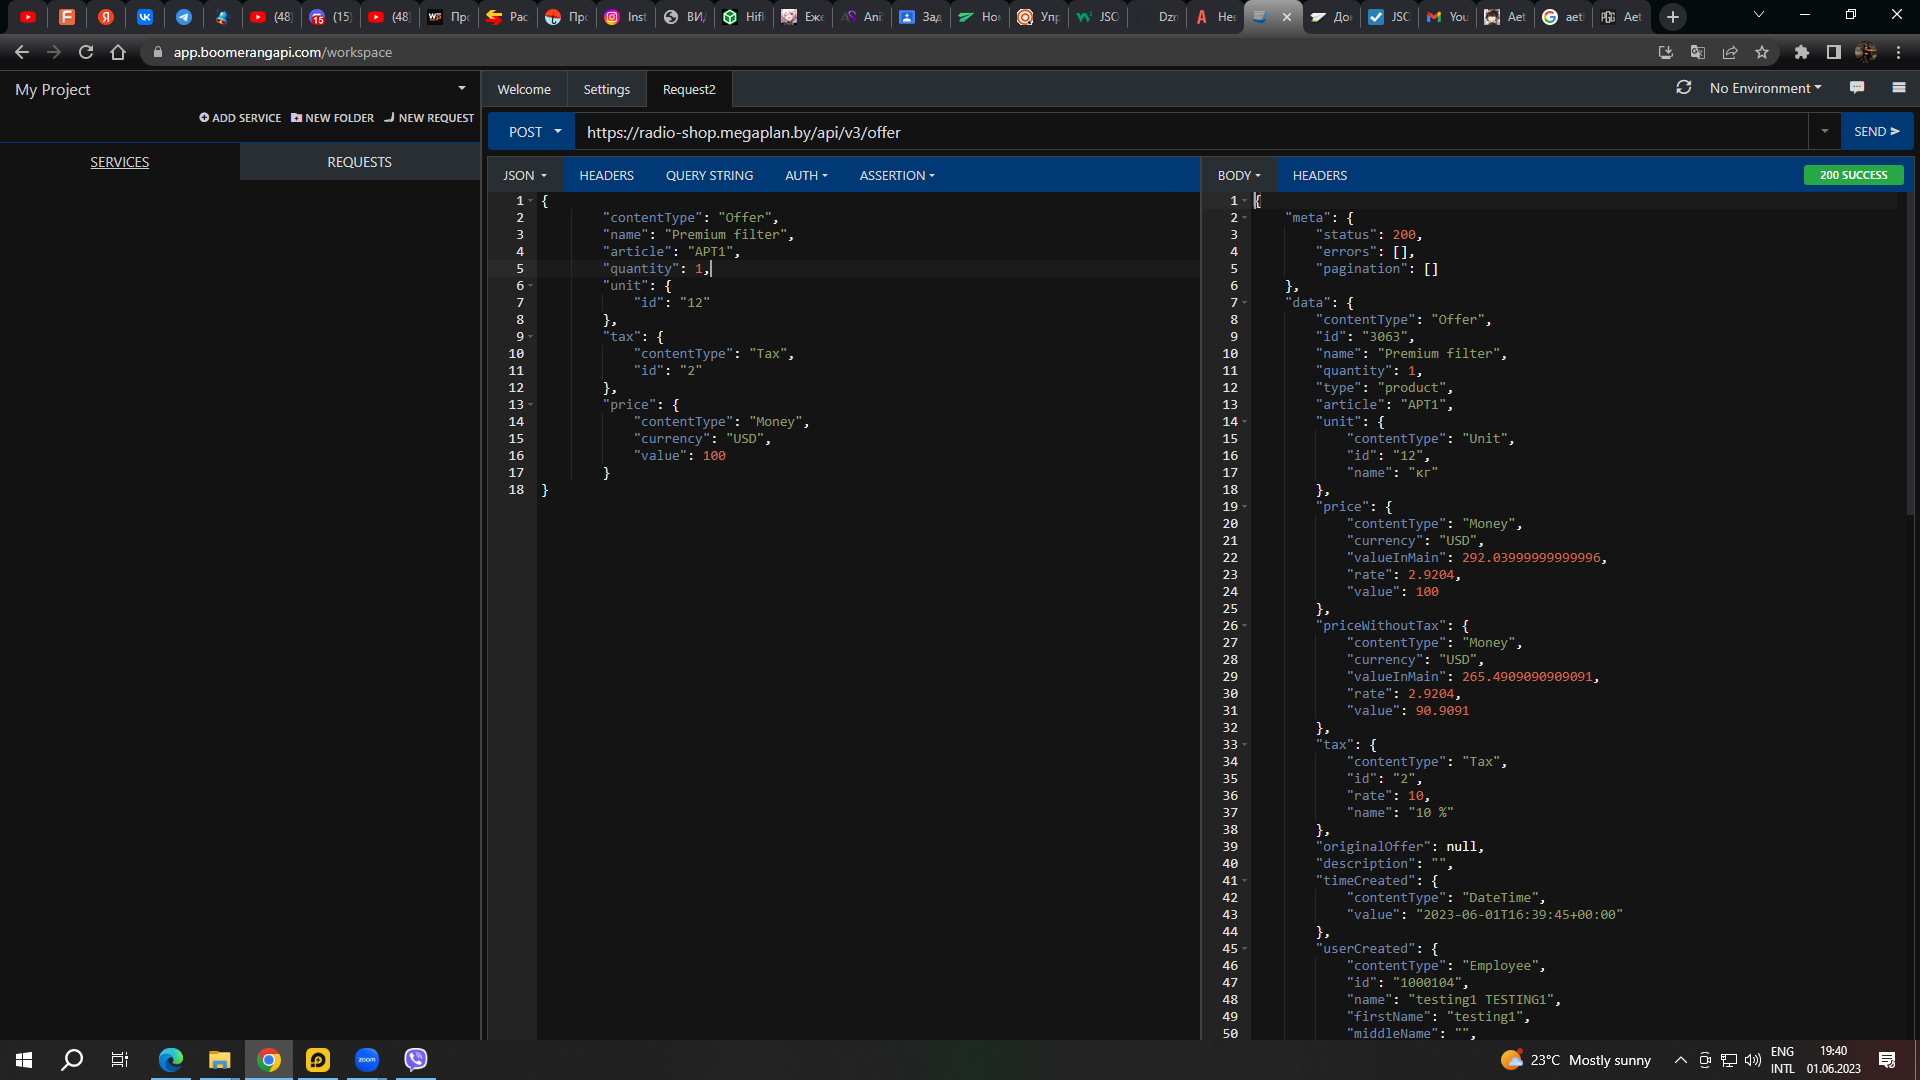 (48)
(15)
(48)
Про
Рас
Про
Inst
ВИ
Hifi
Еже
Ani
Зад
Нов
Упр
JSC
Dzn
Нег
Док
JSC
You
Aet
aetl
Aet
app.boomerangapi.com/workspace
My Project
ADD SERVICE NEW FOLDER NEW REQUEST
SERVICES REQUESTS
Welcome Settings Request2
No Environment
POST https://radio-shop.megaplan.by/api/v3/offer SEND
JSON HEADERS QUERY STRING AUTH ASSERTION
1 {
2 "contentType": "Offer",
3 "name": "Premium filter",
4 "article": "APT1",
5 "quantity": 1,
6 "unit": {
7 "id": "12"
8 },
9 "tax": {
10 "contentType": "Tax",
11 "id": "2"
12 },
13 "price": {
14 "contentType": "Money",
15 "currency": "USD",
16 "value": 100
17 }
18 }
BODY HEADERS 200 SUCCESS
1 {
2 "meta": {
3 "status": 200,
4 "errors": [],
5 "pagination": []
6 },
7 "data": {
8 "contentType": "Offer",
9 "id": "3063",
10 "name": "Premium filter",
11 "quantity": 1,
12 "type": "product",
13 "article": "APT1",
14 "unit": {
15 "contentType": "Unit",
16 "id": "12",
17 "name": "кг"
18 },
19 "price": {
20 "contentType": "Money",
21 "currency": "USD",
22 "valueInMain": 292.03999999999996,
23 "rate": 2.9204,
24 "value": 100
25 },
26 "priceWithoutTax": {
27 "contentType": "Money",
28 "currency": "USD",
29 "valueInMain": 265.4909090909091,
30 "rate": 2.9204,
31 "value": 90.9091
32 },
33 "tax": {
34 "contentType": "Tax",
35 "id": "2",
36 "rate": 10,
37 "name": "10 %"
38 },
39 "originalOffer": null,
40 "description": "",
41 "timeCreated": {
42 "contentType": "DateTime",
43 "value": "2023-06-01T16:39:45+00:00"
44 },
45 "userCreated": {
46 "contentType": "Employee",
47 "id": "1000104",
48 "name": "testing1 TESTING1",
49 "firstName": "testing1",
50 "middleName": "",
zoom
23°C Mostly sunny
ENG
INTL
19:40
01.06.2023